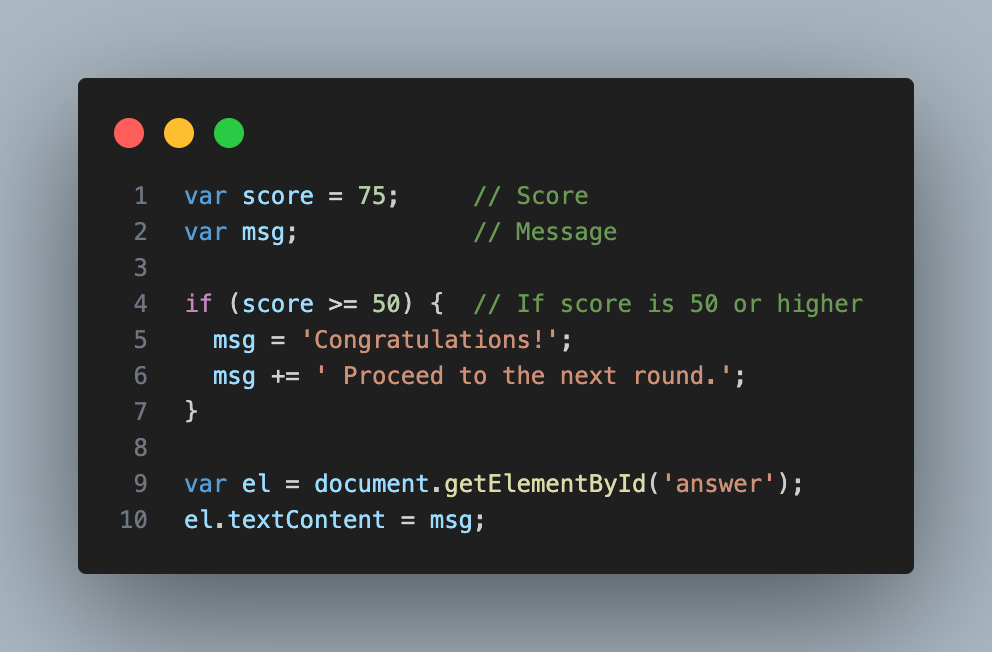 1 var score = 75;     // Score
2 var msg;            // Message
3
4 if (score >= 50) {  // If score is 50 or higher
5   msg = 'Congratulations!';
6   msg += ' Proceed to the next round.';
7 }
8
9 var el = document.getElementById('answer');
10 el.textContent = msg;